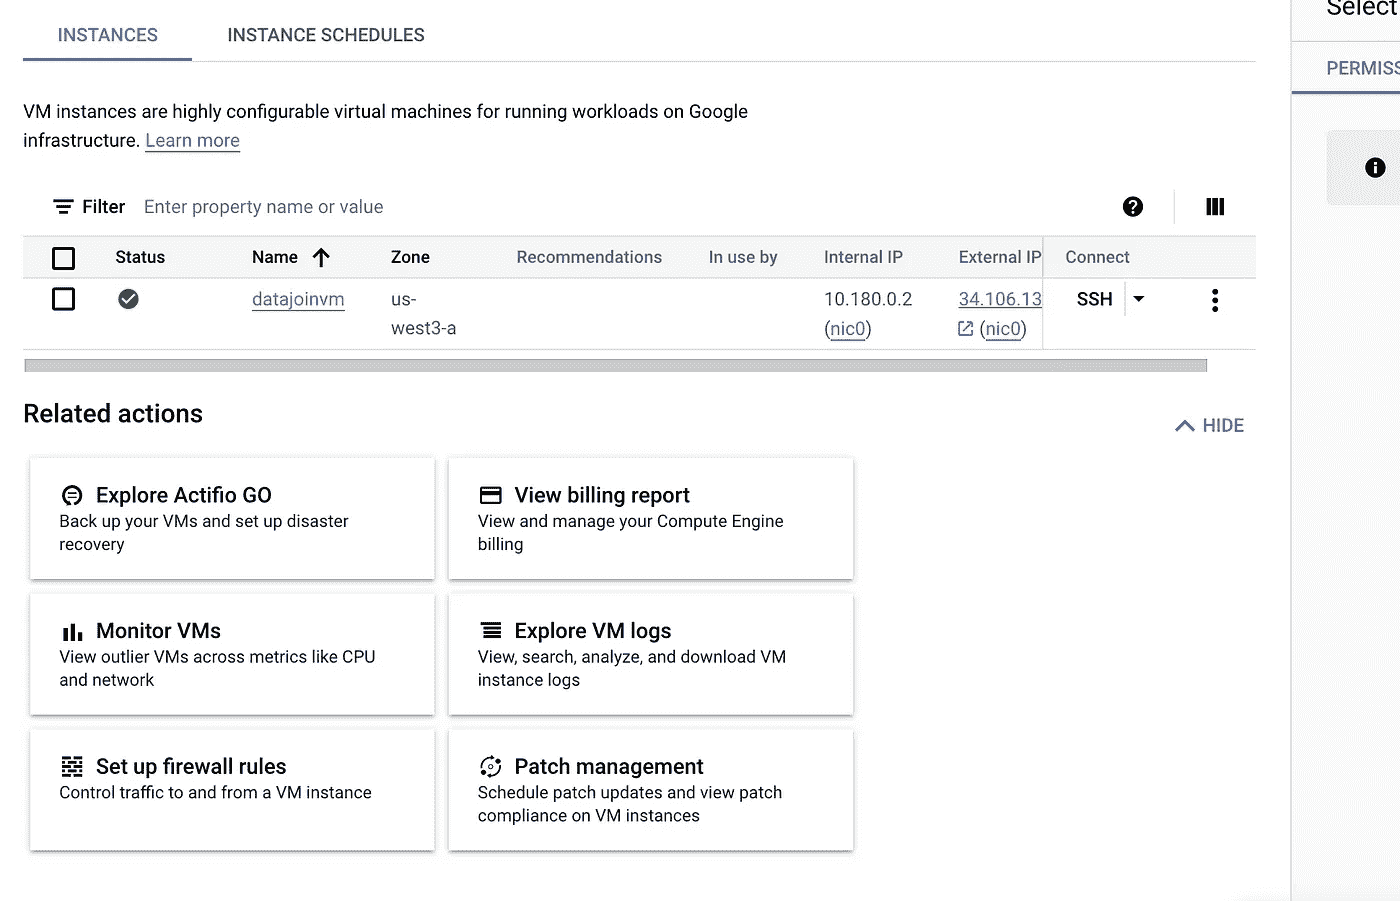 Select
INSTANCES INSTANCE SCHEDULES
PERMISS
VM instances are highly configurable virtual machines for running workloads on Google
infrastructure. Learn more
Filter Enter property name or value
Status Name Zone Recommendations In use by Internal IP External IP Connect
datajoinvm us- 10.180.0.2 34.106.13 SSH
west3-a (nic0) (nic0)
Related actions
HIDE
Explore Actifio GO
Back up your VMs and set up disaster
recovery
View billing report
View and manage your Compute Engine
billing
Monitor VMs
View outlier VMs across metrics like CPU
and network
Explore VM logs
View, search, analyze, and download VM
instance logs
Set up firewall rules
Control traffic to and from a VM instance
Patch management
Schedule patch updates and view patch
compliance on VM instances